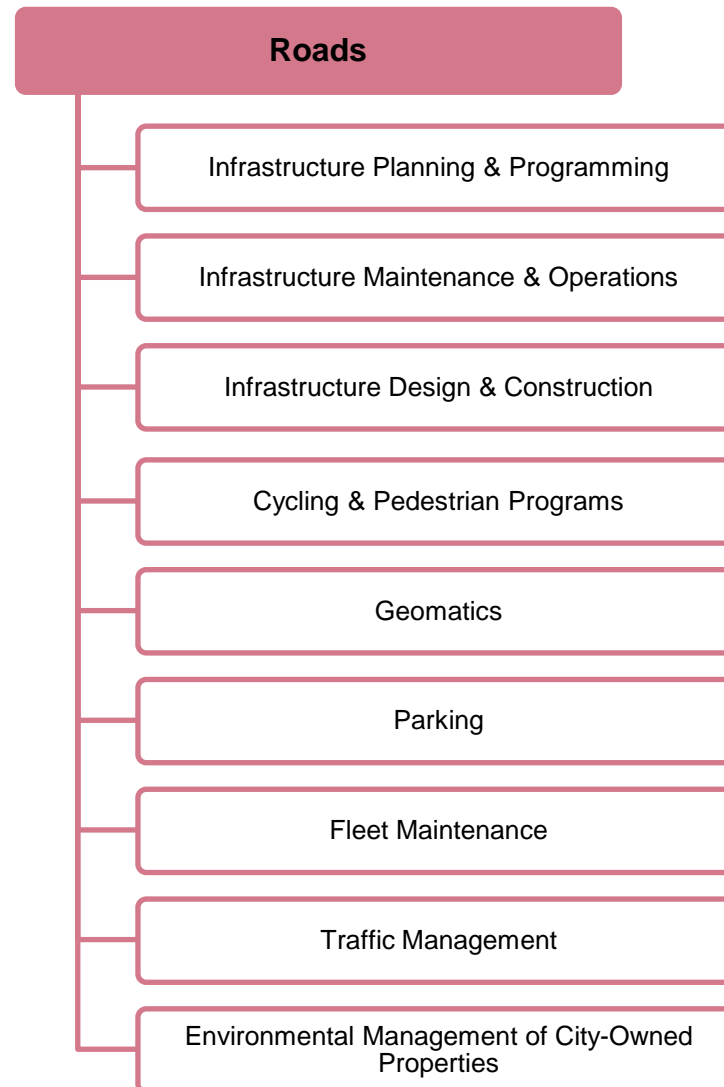 Roads
Infrastructure Planning & Programming
Infrastructure Maintenance & Operations
Infrastructure Design & Construction
Cycling & Pedestrian Programs
Geomatics
Parking
Fleet Maintenance
Traffic Management
Environmental Management of City-Owned
Properties